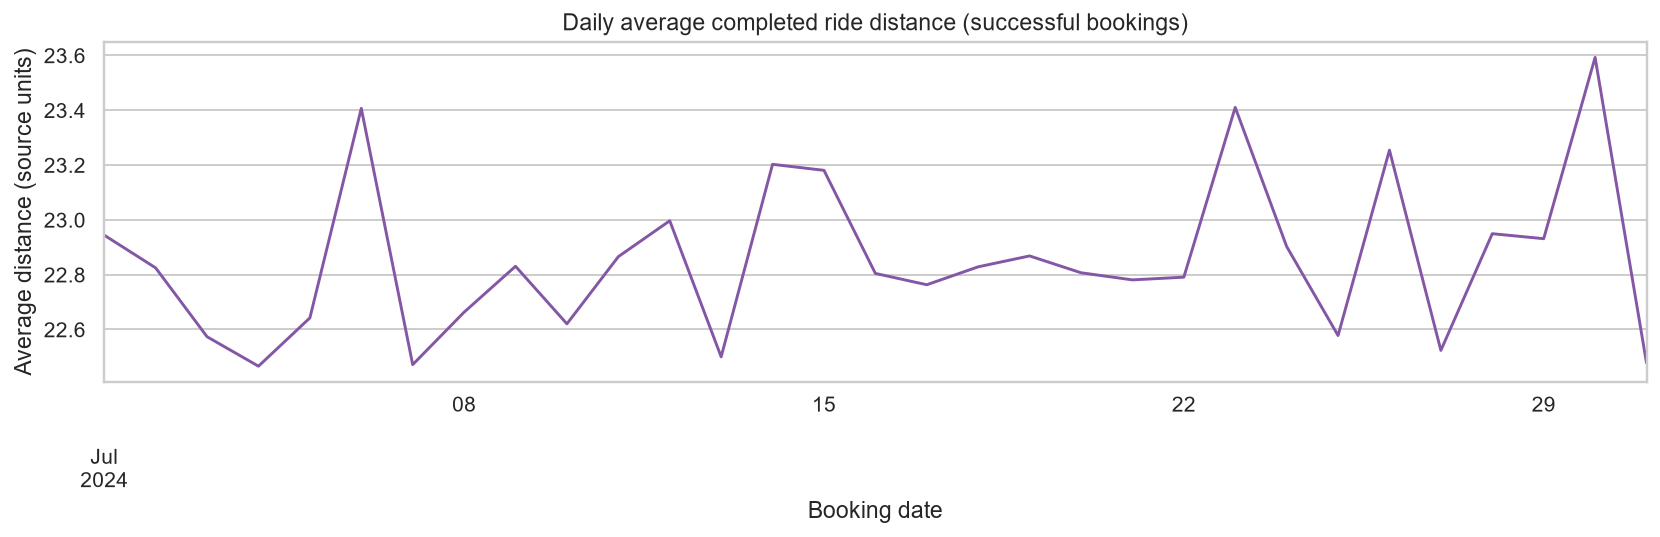 Daily average completed ride distance (successful bookings)
Average distance (source units)
23.6
23.4
23.2
23.0
22.8
22.6
08
15
22
29
Jul
2024
Booking date